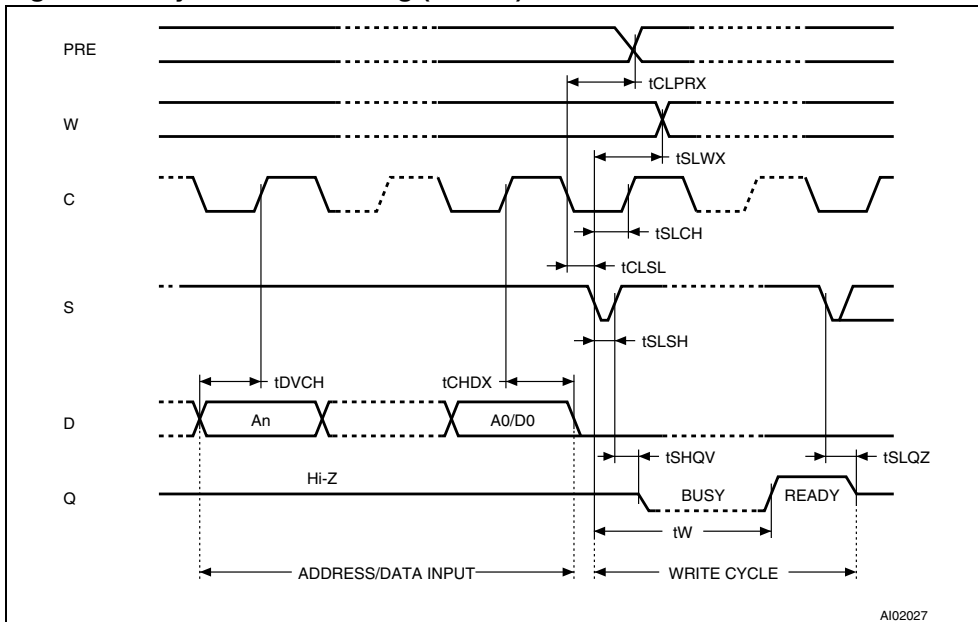 PRE
tCLPRX
W
tSLWX
C
tSLCH
tCLSL
S
tSLSH
tDVCH
tCHDX
D
An
A0/D0
tSHQV
tSLQZ
Hi-Z
Q
BUSY
READY
tW
ADDRESS/DATA INPUT
WRITE CYCLE
AI02027